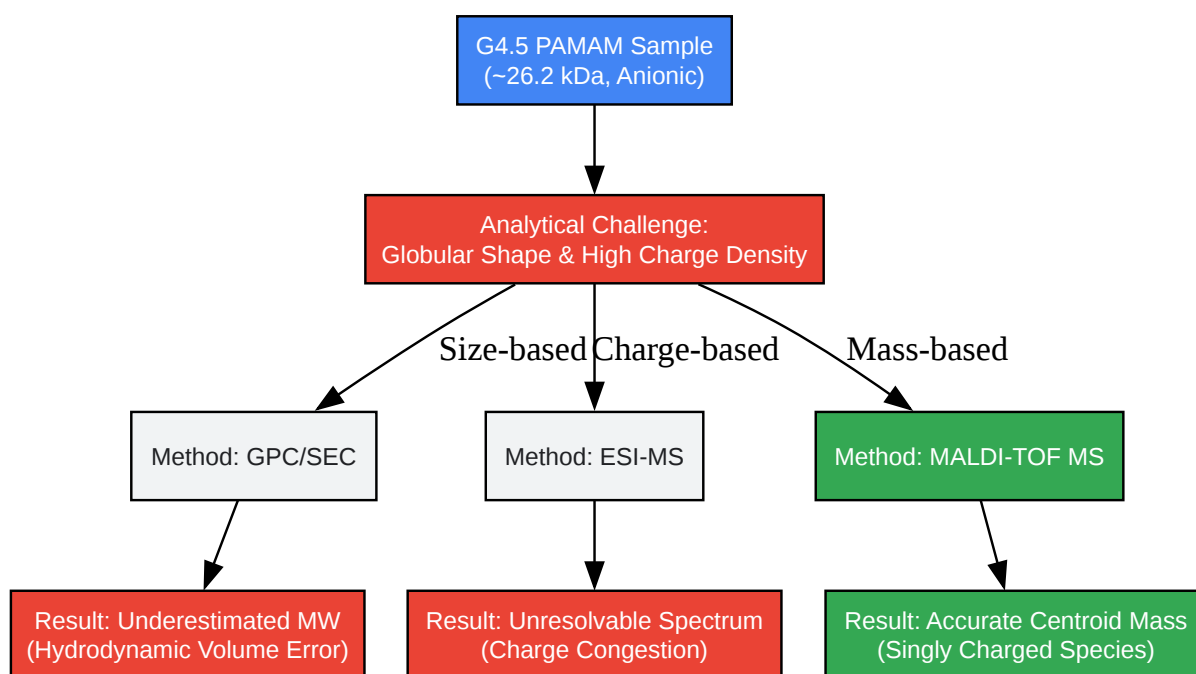 G4.5 PAMAM Sample
(~26.2 kDa, Anionic)
Analytical Challenge:
Globular Shape & High Charge Density
Size-based
Charge-based
Mass-based
Method: GPC/SEC
Method: ESI-MS
Method: MALDI-TOF MS
Result: Underestimated MW
(Hydrodynamic Volume Error)
Result: Unresolvable Spectrum
(Charge Congestion)
Result: Accurate Centroid Mass
(Singly Charged Species)